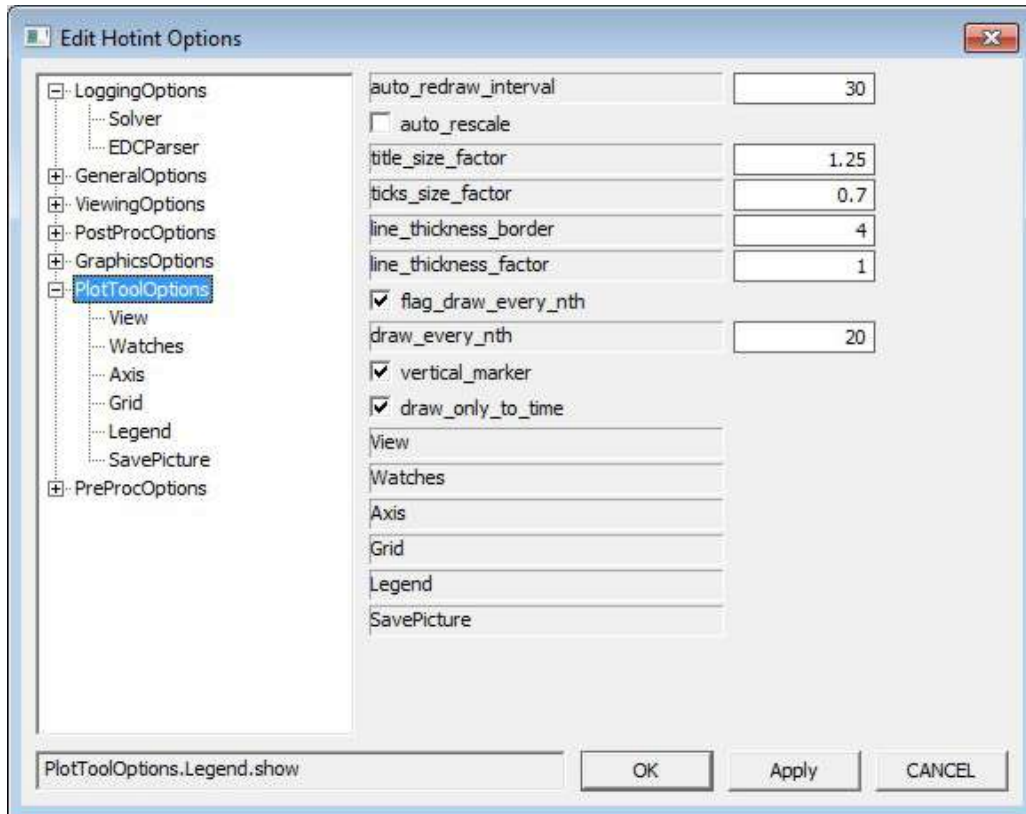 Edit Hotint Options
LoggingOptions
Solver
EDCParser
GeneralOptions
ViewingOptions
PostProcOptions
GraphicsOptions
PlotToolOptions
View
Watches
Axis
Grid
Legend
SavePicture
PreProcOptions
auto_redraw_interval 30
auto_rescale
title_size_factor 1.25
ticks_size_factor 0.7
line_thickness_border 4
line_thickness_factor 1
flag_draw_every_nth
draw_every_nth 20
vertical_marker
draw_only_to_time
View
Watches
Axis
Grid
Legend
SavePicture
PlotToolOptions.Legend.show
OK Apply CANCEL